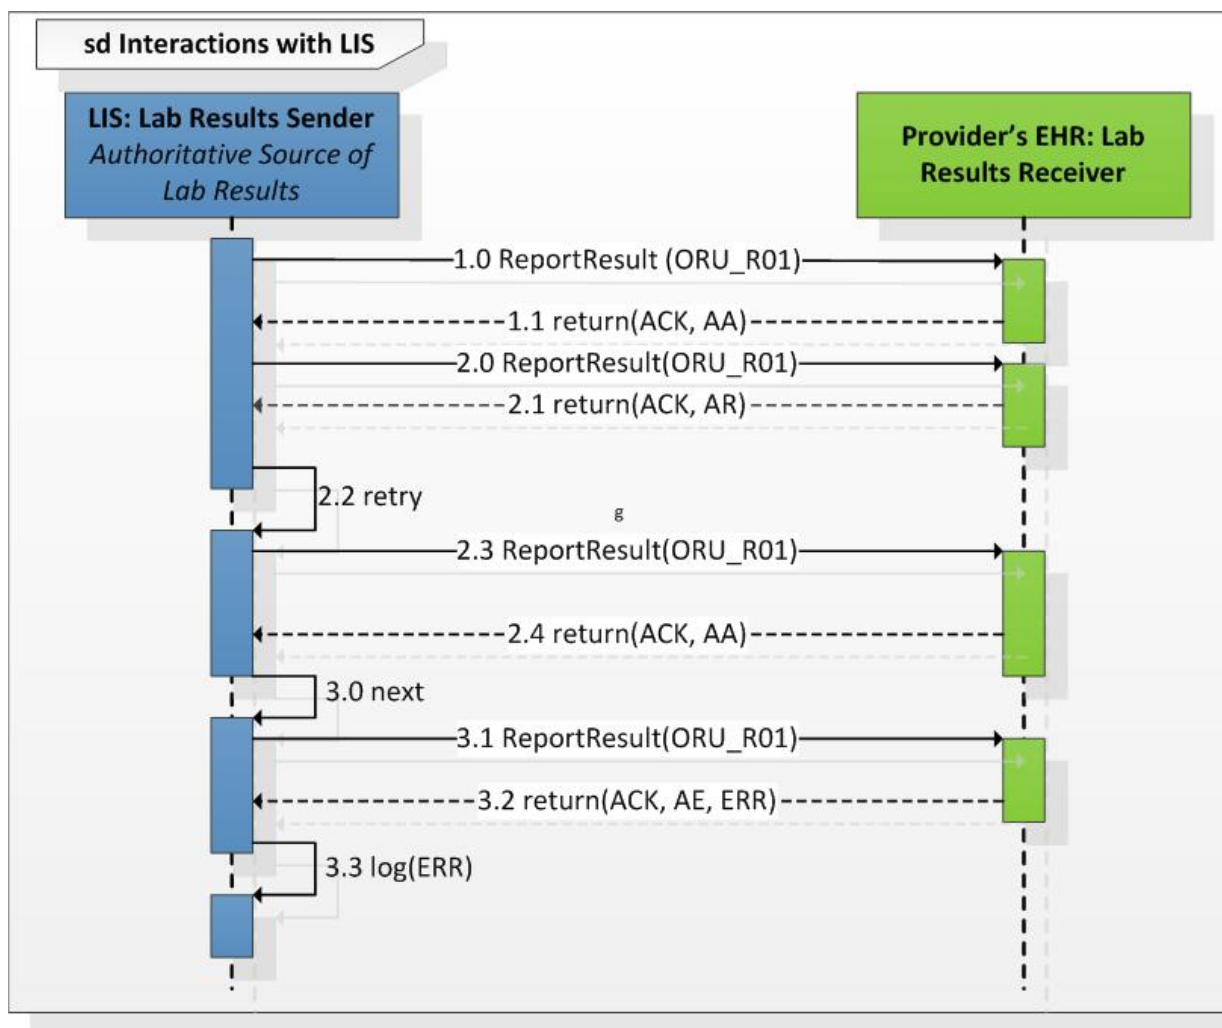 sd Interactions with LIS
LIS: Lab Results Sender
Authoritative Source of
Lab Results
Provider’s EHR: Lab
Results Receiver
1.0 ReportResult (ORU_R01)
1.1 return(ACK, AA)
2.0 ReportResult(ORU_R01)
2.1 return(ACK, AR)
2.2 retry
g
2.3 ReportResult(ORU_R01)
2.4 return(ACK, AA)
3.0 next
3.1 ReportResult(ORU_R01)
3.2 return(ACK, AE, ERR)
3.3 log(ERR)